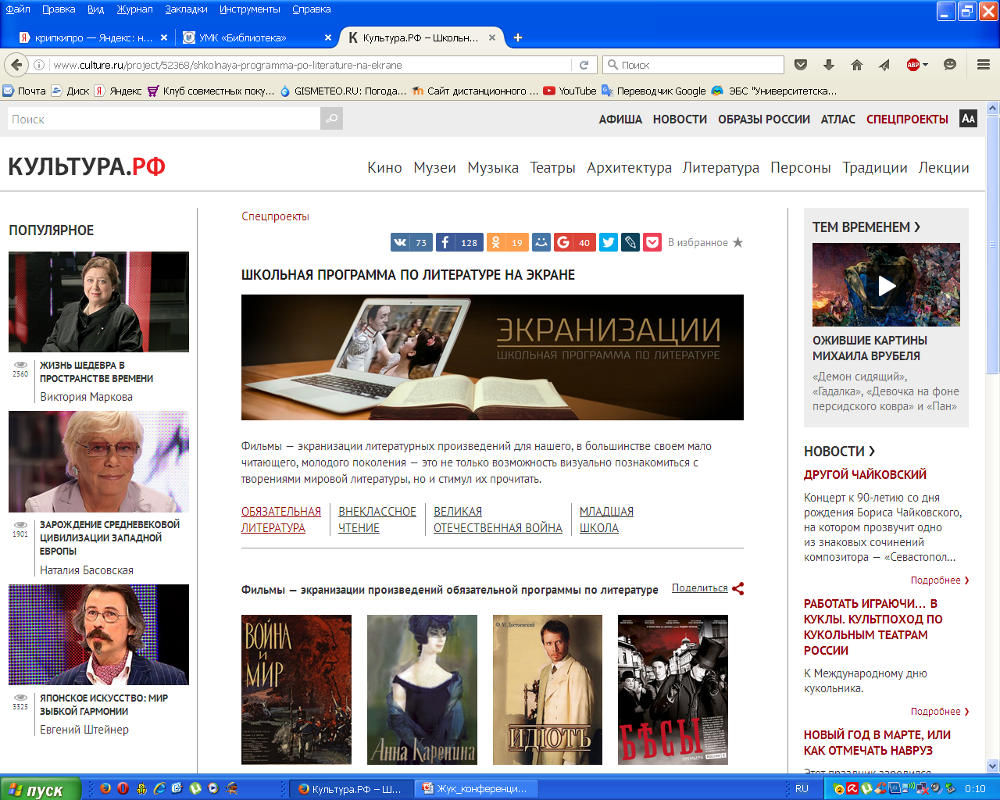 Файл Правка Вид Журнал Закладки Инструменты Справка
крипкипро — Яндекс: н...
УМК «Библиотека»
Культура.РФ – Школьн...
www.culture.ru/project/52368/shkolnaya-programma-po-literature-na-ekrane
Поиск
ABP
Почта Диск Яндекс Клуб совместных поку... GISMETEO.RU: Погода... Сайт дистанционного ... YouTube Переводчик Google ЭБС "Университетска...
Поиск
АФИША НОВОСТИ ОБРАЗЫ РОССИИ АТЛАС СПЕЦПРОЕКТЫ АА
КУЛЬТУРА.РФ
Кино Музеи Музыка Театры Архитектура Литература Персоны Традиции Лекции
ПОПУЛЯРНОЕ
2560
ЖИЗНЬ ШЕДЕВРА В
ПРОСТРАНСТВЕ ВРЕМЕНИ
Виктория Маркова
1901
ЗАРОЖДЕНИЕ СРЕДНЕВЕКОВОЙ
ЦИВИЛИЗАЦИИ ЗАПАДНОЙ
ЕВРОПЫ
Наталия Басовская
3325
ЯПОНСКОЕ ИСКУССТВО: МИР
ЗЫБКОЙ ГАРМОНИИ
Евгений Штейнер
Спецпроекты
73 128 19 40 В избранное
ШКОЛЬНАЯ ПРОГРАММА ПО ЛИТЕРАТУРЕ НА ЭКРАНЕ
ЭКРАНИЗАЦИИ
ШКОЛЬНАЯ ПРОГРАММА ПО ЛИТЕРАТУРЕ
Фильмы — экранизации литературных произведений для нашего, в большинстве своем мало
читающего, молодого поколения — это не только возможность визуально познакомиться с
творениями мировой литературы, но и стимул их прочитать.
ОБЯЗАТЕЛЬНАЯ
ЛИТЕРАТУРА
ВНЕКЛАССНОЕ
ЧТЕНИЕ
ВЕЛИКАЯ
ОТЕЧЕСТВЕННАЯ ВОЙНА
МЛАДШАЯ
ШКОЛА
Фильмы — экранизации произведений обязательной программы по литературе
Поделиться
ВОЙНА
И
МИР
Анна Каренина
Ф.М.Достоевский
ИДIОТЪ
БѢСЫ
ПРЕМЬЕРА РОССИЯ 1
ТЕМ ВРЕМЕНЕМ
ОЖИВШИЕ КАРТИНЫ
МИХАИЛА ВРУБЕЛЯ
«Демон сидящий»,
«Гадалка», «Девочка на фоне
персидского ковра» и «Пан»
НОВОСТИ
ДРУГОЙ ЧАЙКОВСКИЙ
Концерт к 90-летию со дня
рождения Бориса Чайковского,
на котором прозвучит одно
из знаковых сочинений
композитора — «Севастопол...
Подробнее
РАБОТАТЬ ИГРАЮЧИ... В
КУКЛЫ. КУЛЬТПОХОД ПО
КУКОЛЬНЫМ ТЕАТРАМ
РОССИИ
К Международному дню
кукольника.
Подробнее
НОВЫЙ ГОД В МАРТЕ, ИЛИ
КАК ОТМЕЧАТЬ НАВРУЗ
Этот праздник зародился
пуск
Культура.РФ – Ш...
Жук_конференци...
RU
2
0:10